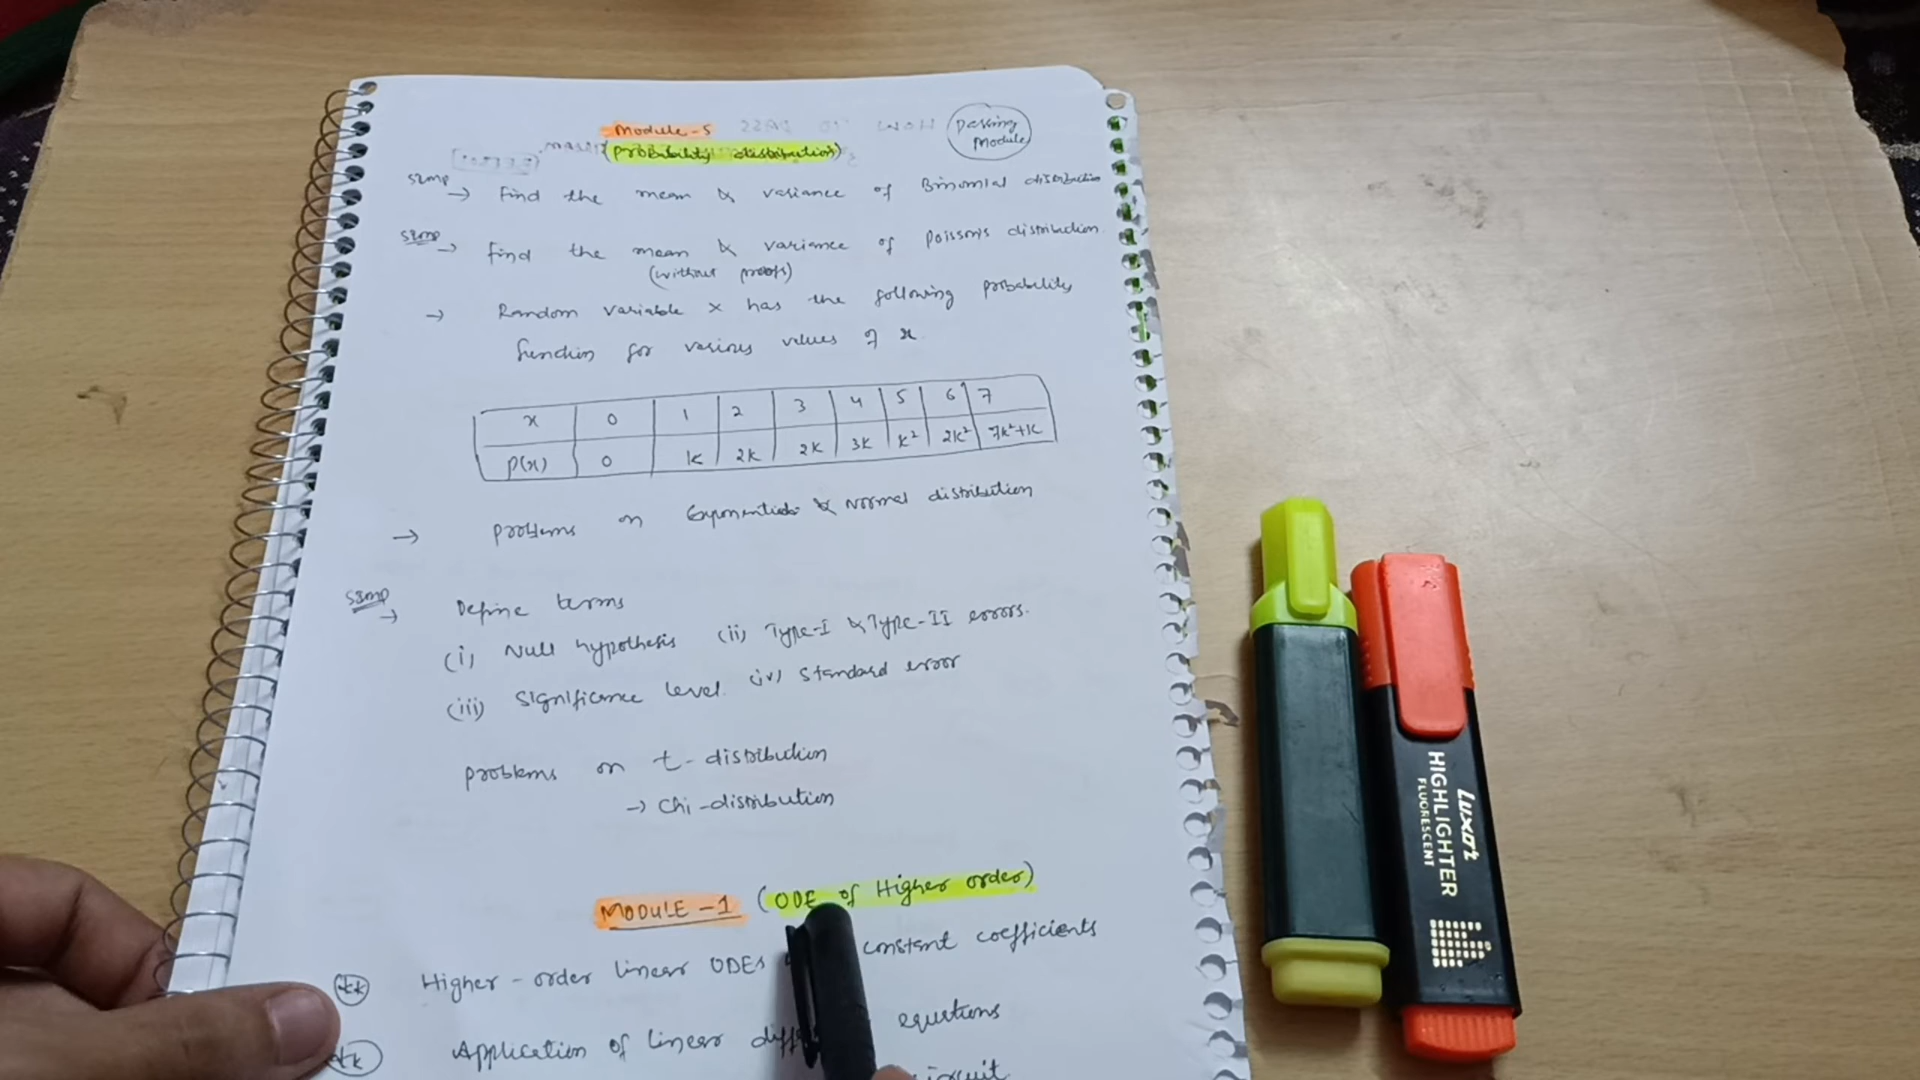 Module-5
(Probability distribution)
Passing Module
SIMP → Find the mean & variance of Binomial distribution
SIMP → Find the mean & variance of Poissons distribution.
(without proofs)
→ Random variable x has the following probability
function for various values of x.
x 0 1 2 3 4 5 6 7
P(x) 0 K 2K 2K 3K K² 2K² 7K²+K
→ Problems on Exponential & Normal distribution
SIMP → Define terms
(i) Null hypothesis (ii) Type-I & Type-II errors.
(iii) Significance level. (iv) Standard error
Problems on t-distribution
→ Chi-distribution
MODULE-1 (ODE of Higher order)
Higher-order linear ODEs constant coefficients
Application of linear equations
HIGHLIGHTER
FLUORESCENT
Luxor